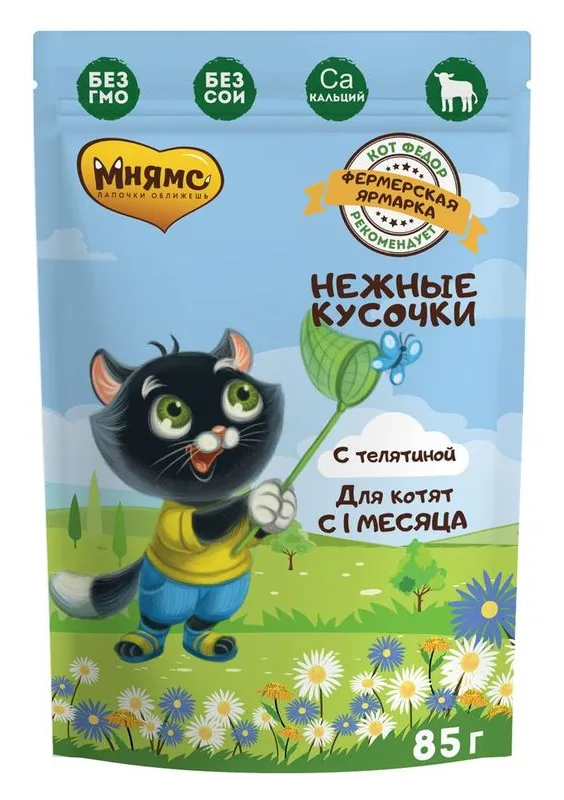 БЕЗ
ГМО
БЕЗ
СОИ
Ca
КАЛЬЦИЙ
Мнямс
ЛАПОЧКИ ОБЛИЖЕШЬ
КОТ ФЕДОР
ФЕРМЕРСКАЯ
ЯРМАРКА
РЕКОМЕНДУЕТ
НЕЖНЫЕ
КУСОЧКИ
С телятиной
Для котят
с 1 месяца
85 г